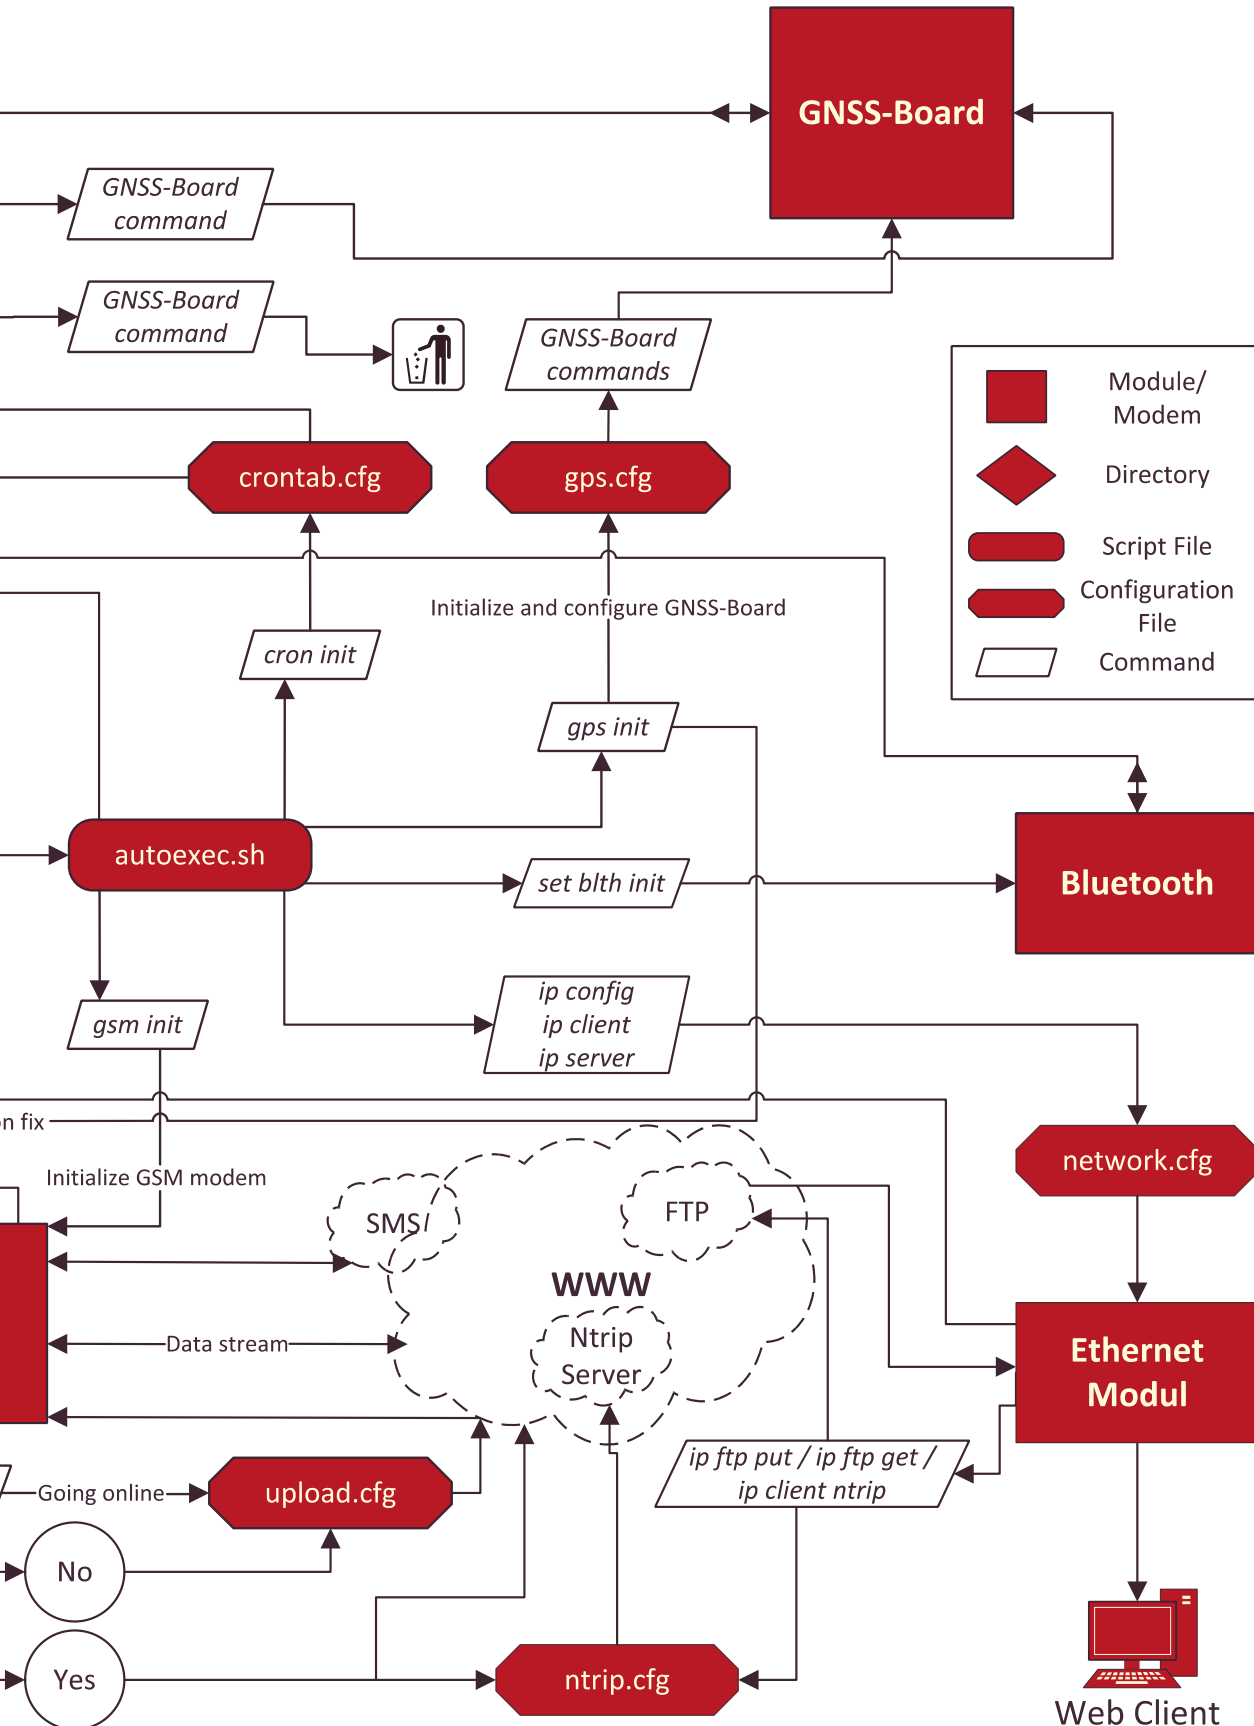 GNSS-Board
GNSS-Board
command
GNSS-Board
command
GNSS-Board
commands
Module/
Modem
Directory
Script File
Configuration
File
Command
crontab.cfg
gps.cfg
Initialize and configure GNSS-Board
cron init
gps init
autoexec.sh
set blth init
Bluetooth
ip config
ip client
ip server
gsm init
on fix
network.cfg
Initialize GSM modem
SMS
FTP
WWW
Ntrip
Server
Data stream
Ethernet
Modul
ip ftp put / ip ftp get /
ip client ntrip
Going online
upload.cfg
No
Yes
ntrip.cfg
Web Client